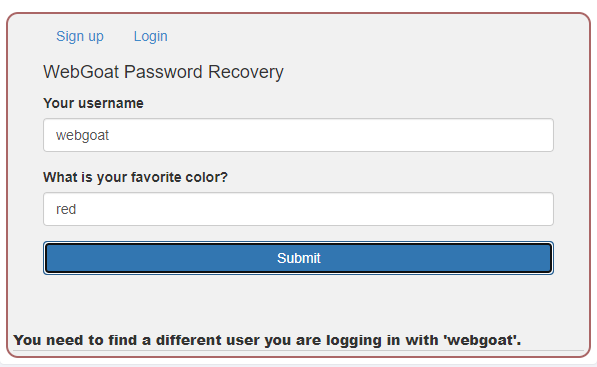 Sign up Login
WebGoat Password Recovery
Your username
webgoat
What is your favorite color?
red
Submit
You need to find a different user you are logging in with 'webgoat'.